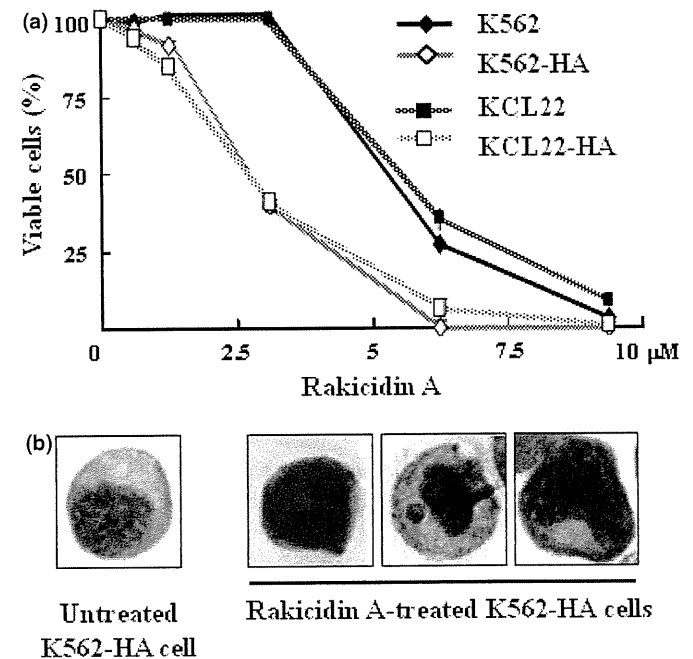 (a)
100
75
50
25
Viable cells (%)
K562
K562-HA
KCL22
KCL22-HA
0 2.5 5 7.5 10 μM
Rakicidin A
(b)
Untreated
K562-HA cell
Rakicidin A-treated K562-HA cells